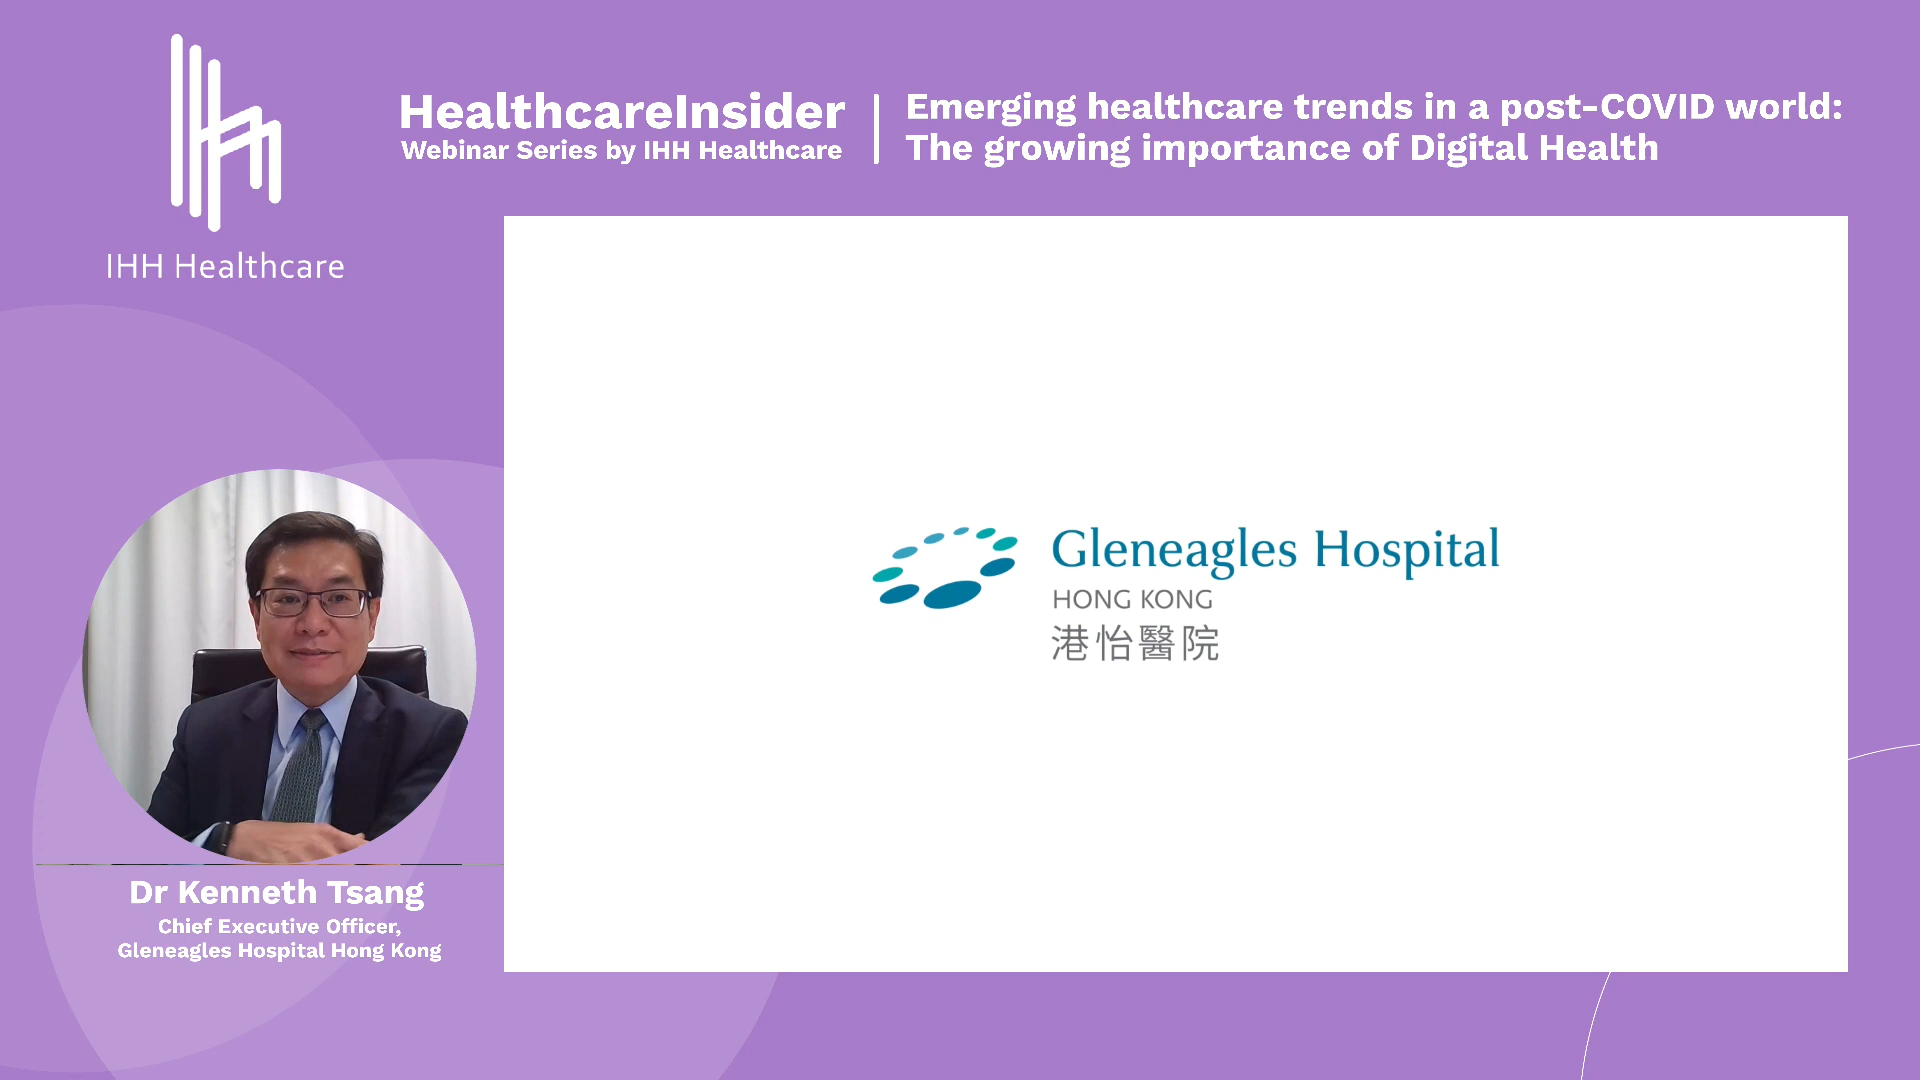 IHH Healthcare
HealthcareInsider
Webinar Series by IHH Healthcare
Emerging healthcare trends in a post-COVID world:
The growing importance of Digital Health
Gleneagles Hospital
HONG KONG
港怡醫院
Dr Kenneth Tsang
Chief Executive Officer,
Gleneagles Hospital Hong Kong